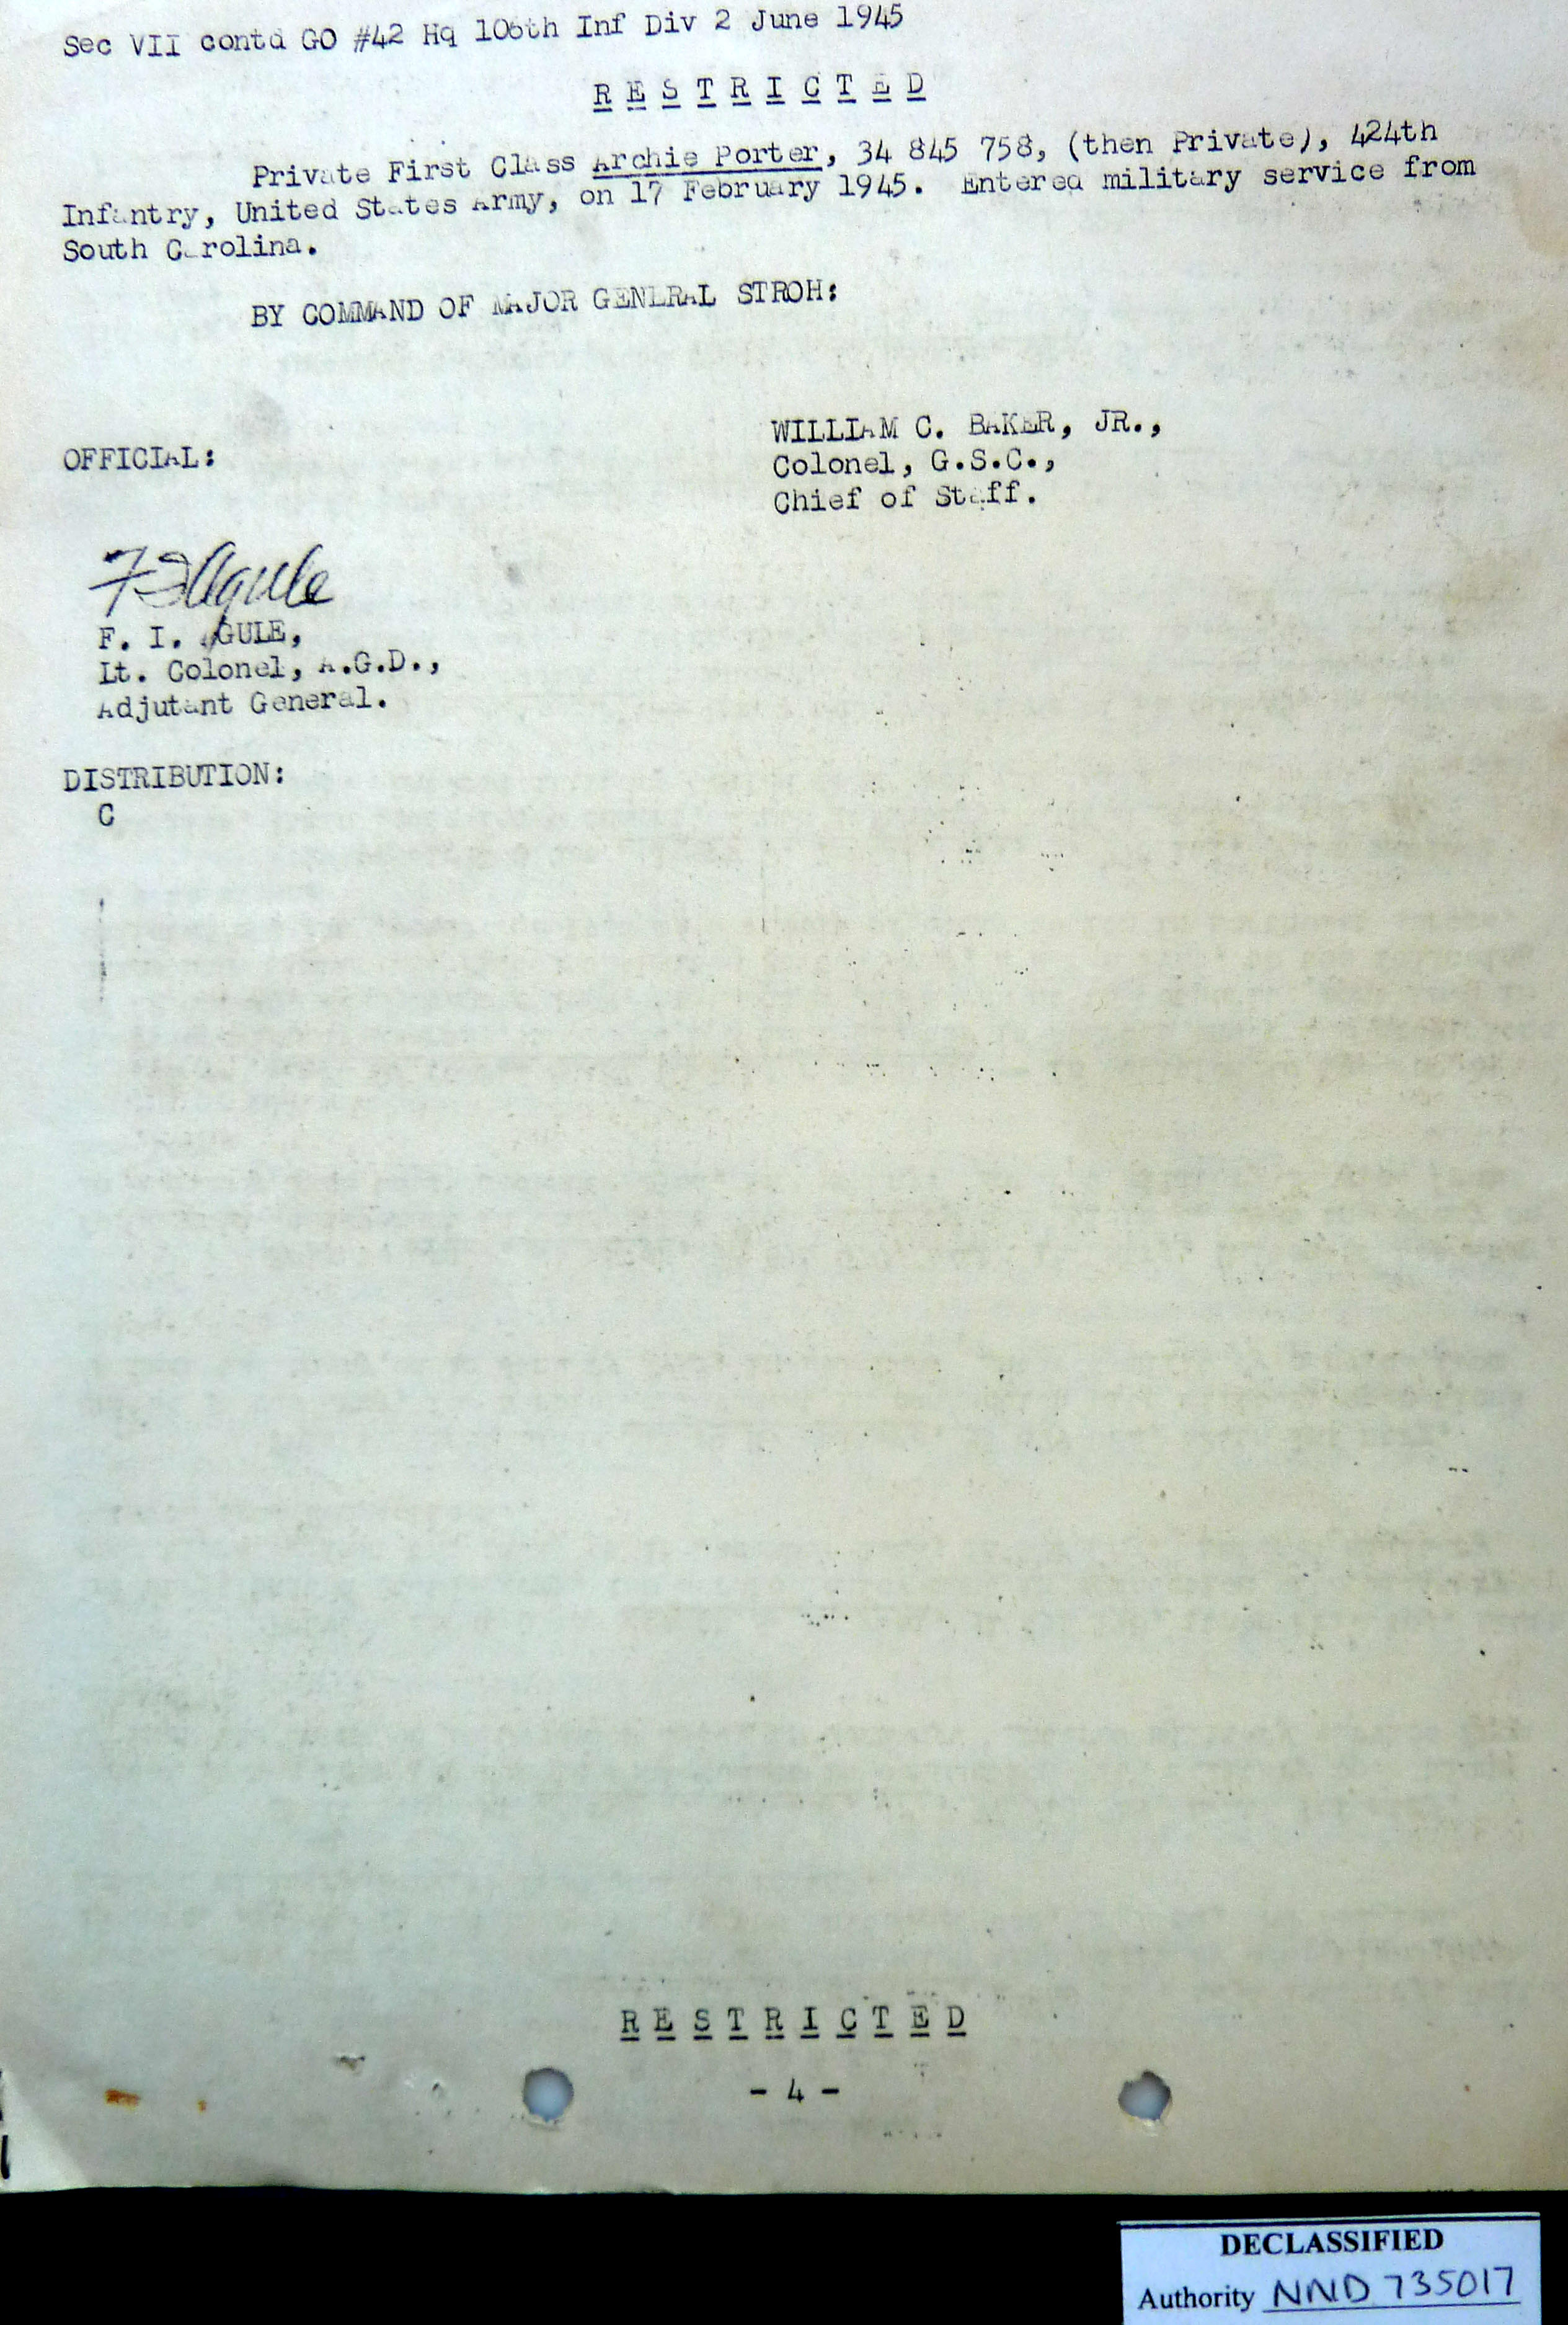 Sec VII contd GO #42 Hq 106th Inf Div 2 June 1945
R E S T R I C T E D
Private First Class Archie Porter, 34 845 758, (then Private), 424th
Infantry, United States Army, on 17 February 1945. Entered military service from
South Carolina.
BY COMMAND OF MAJOR GENERAL STROH:
WILLIAM C. BAKER, JR.,
Colonel, G.S.C.,
Chief of Staff.
OFFICIAL:
F I Agule
F. I. AGULE,
Lt. Colonel, A.G.D.,
Adjutant General.
DISTRIBUTION:
C
R E S T R I C T E D
- 4 -
DECLASSIFIED
Authority NND 735017